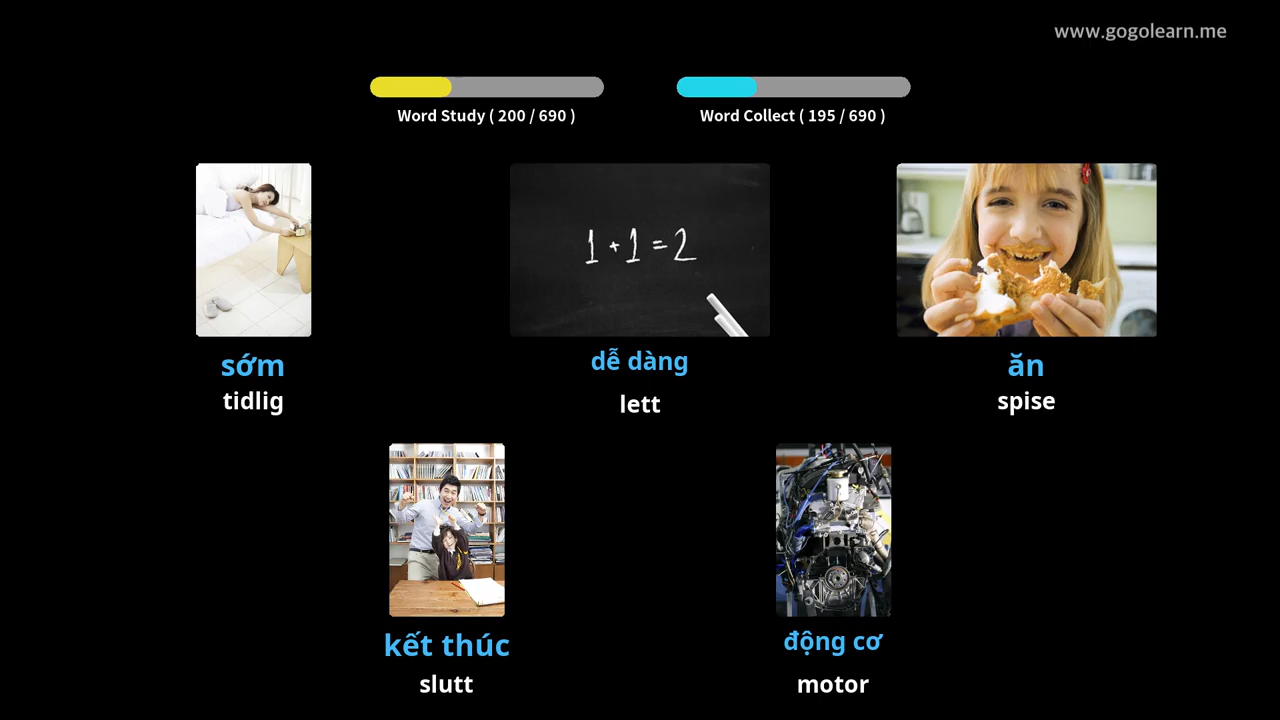 www.gogolearn.me
Word Study ( 200 / 690 )
Word Collect ( 195 / 690 )
1 + 1 = 2
sớm
tidlig
dễ dàng
lett
ăn
spise
kết thúc
slutt
động cơ
motor